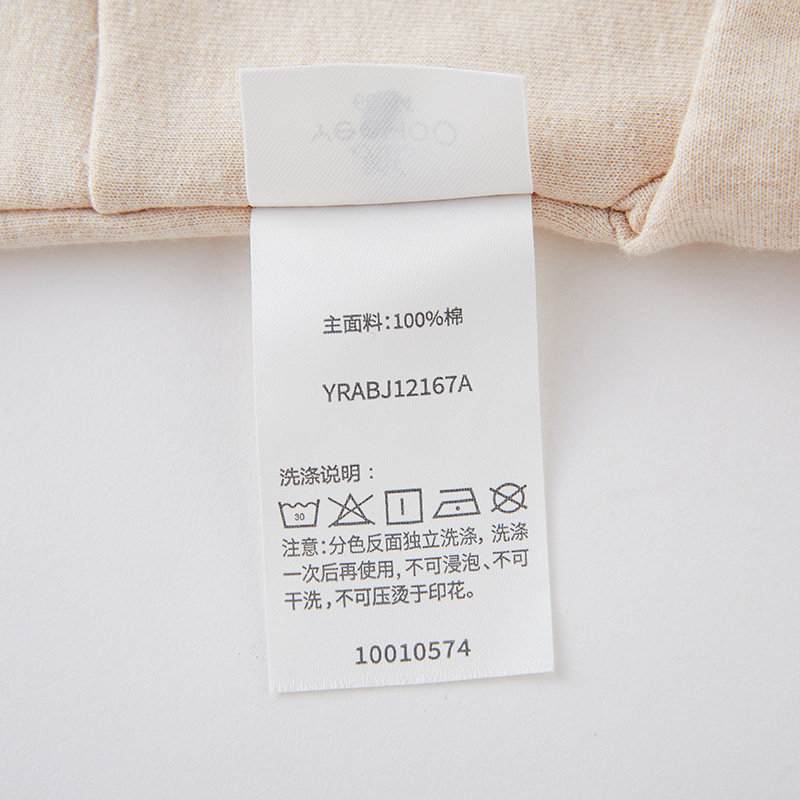 主面料:100%棉
YRABJ12167A
洗涤说明：
30
注意:分色反面独立洗涤，洗涤
一次后再使用,不可浸泡、不可
干洗,不可压烫于印花。
10010574